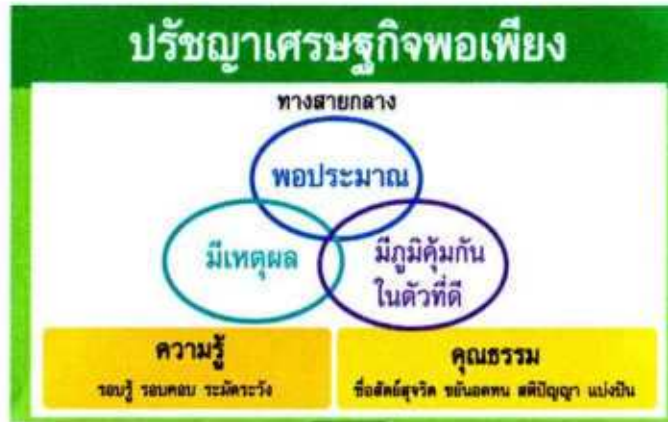 ปรัชญาเศรษฐกิจพอเพียง
ทางสายกลาง
พอประมาณ
มีเหตุผล
มีภูมิคุ้มกัน
ในตัวที่ดี
ความรู้
รอบรู้ รอบคอบ ระมัดระวัง
คุณธรรม
ซื่อสัตย์สุจริต ขยันอดทน สติปัญญา แบ่งปัน